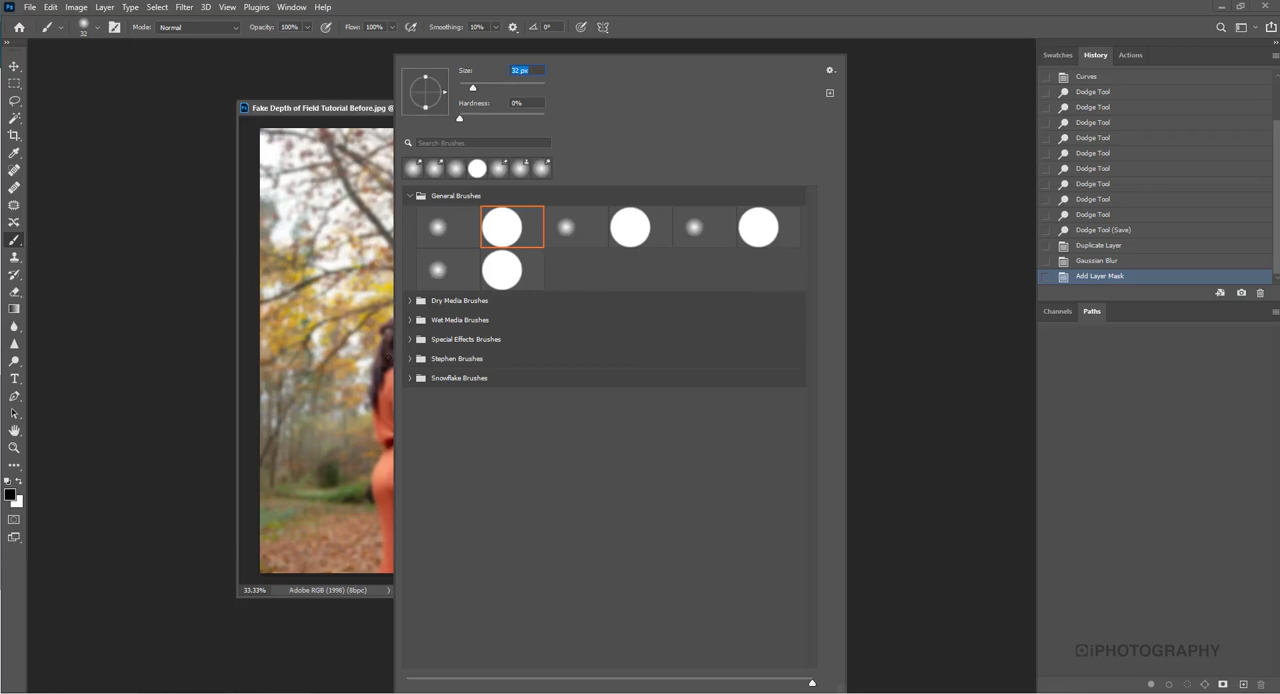 File Edit Image Layer Type Select Filter 3D View Plugins Window Help
32 Mode: Normal Opacity: 100% Flow: 100% Smoothing: 10% 0°
Swatches History Actions
Size: 32 px
Hardness: 0%
Search Brushes
General Brushes
Dry Media Brushes
Wet Media Brushes
Special Effects Brushes
Stephen Brushes
Snowflake Brushes
Fake Depth of Field Tutorial Before.jpg @
33.33% Adobe RGB (1998) (8bpc)
Curves
Dodge Tool
Dodge Tool
Dodge Tool
Dodge Tool
Dodge Tool
Dodge Tool
Dodge Tool
Dodge Tool
Dodge Tool
Dodge Tool (Save)
Duplicate Layer
Gaussian Blur
Add Layer Mask
Channels Paths
iPHOTOGRAPHY